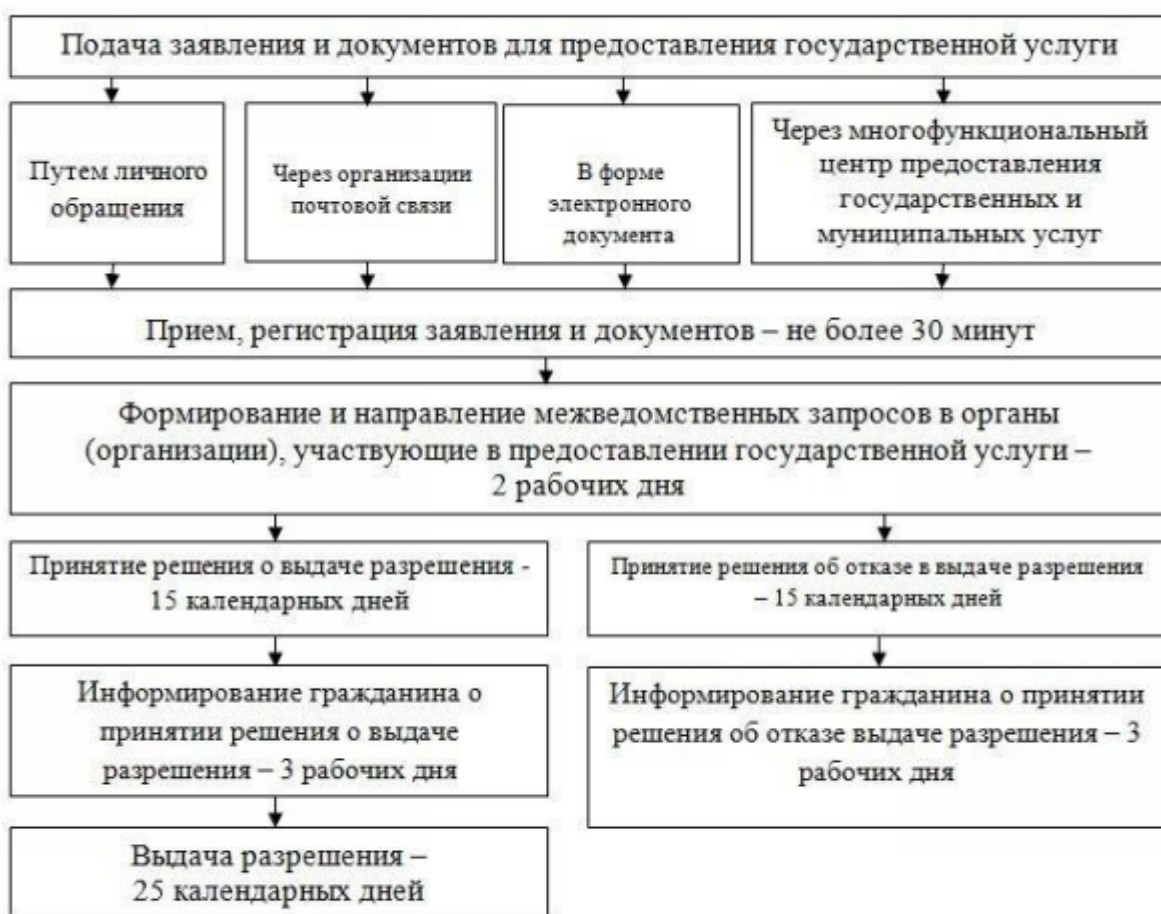 Подача заявления и документов для предоставления государственной услуги
Путем личного
обращения
Через организации
почтовой связи
В форме
электронного
документа
Через многофункциональный
центр предоставления
государственных и
муниципальных услуг
Прием, регистрация заявления и документов – не более 30 минут
Формирование и направление межведомственных запросов в органы
(организации), участвующие в предоставлении государственной услуги –
2 рабочих дня
Принятие решения о выдаче разрешения -
15 календарных дней
Принятие решения об отказе в выдаче разрешения
– 15 календарных дней
Информирование гражданина о
принятии решения о выдаче
разрешения – 3 рабочих дня
Информирование гражданина о принятии
решения об отказе выдаче разрешения – 3
рабочих дня
Выдача разрешения –
25 календарных дней